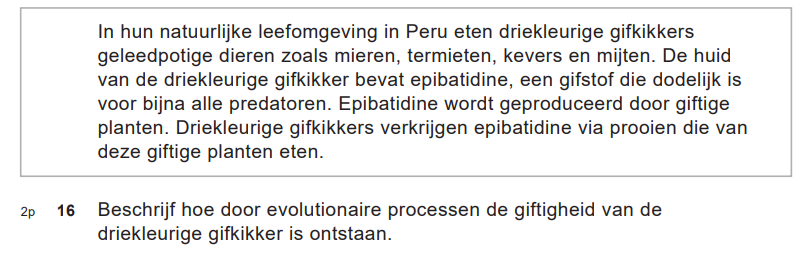 In hun natuurlijke leefomgeving in Peru eten driekleurige gifkikkers
geleedpotige dieren zoals mieren, termieten, kevers en mijten. De huid
van de driekleurige gifkikker bevat epibatidine, een gifstof die dodelijk is
voor bijna alle predatoren. Epibatidine wordt geproduceerd door giftige
planten. Driekleurige gifkikkers verkrijgen epibatidine via prooien die van
deze giftige planten eten.
2p 16 Beschrijf hoe door evolutionaire processen de giftigheid van de
driekleurige gifkikker is ontstaan.